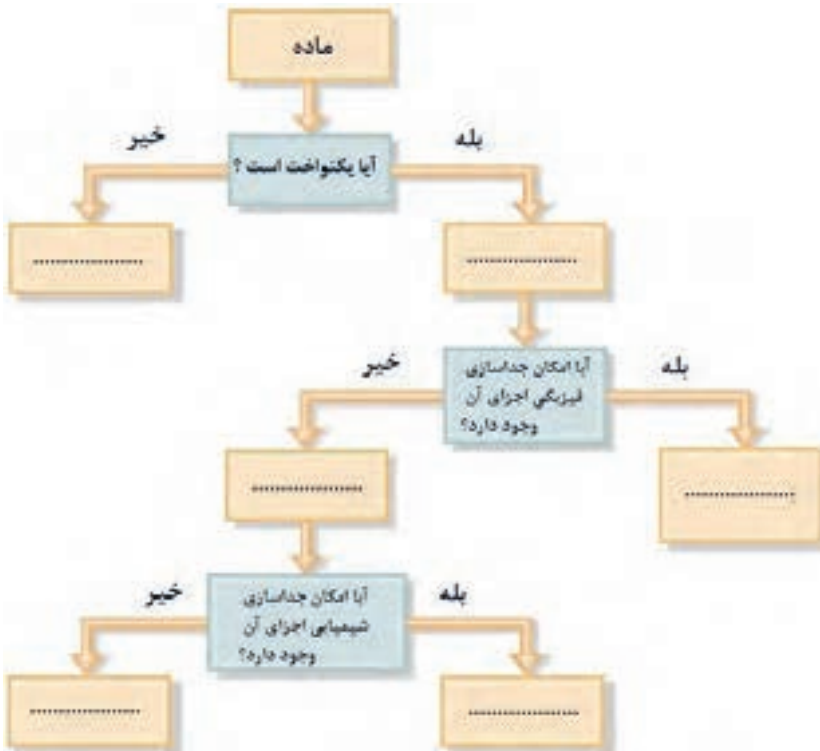 ماده
بله
خیر
آیا یکنواخت است ؟
....................
....................
آیا امکان جداسازی
فیزیکی اجزای آن
وجود دارد؟
بله
خیر
....................
....................
آیا امکان جداسازی
شیمیایی اجزای آن
وجود دارد؟
بله
خیر
....................
....................